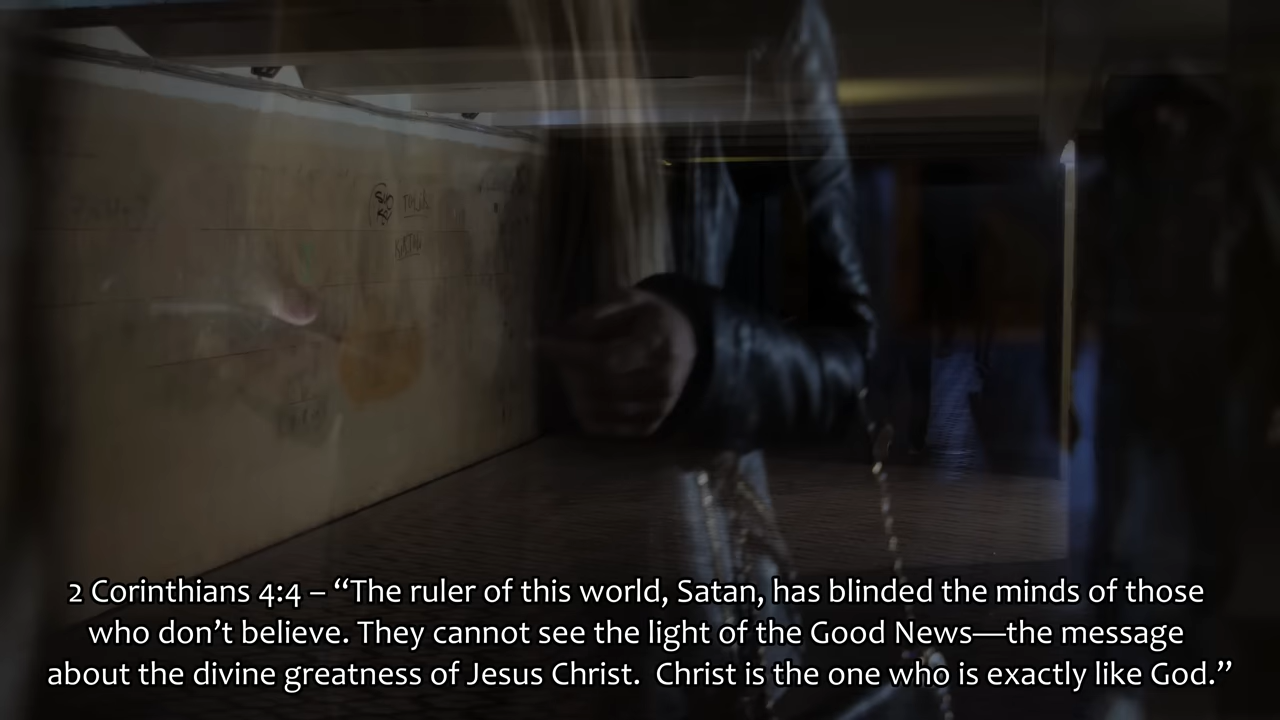 2 Corinthians 4:4 – “The ruler of this world, Satan, has blinded the minds of those
who don’t believe. They cannot see the light of the Good News—the message
about the divine greatness of Jesus Christ.  Christ is the one who is exactly like God.”